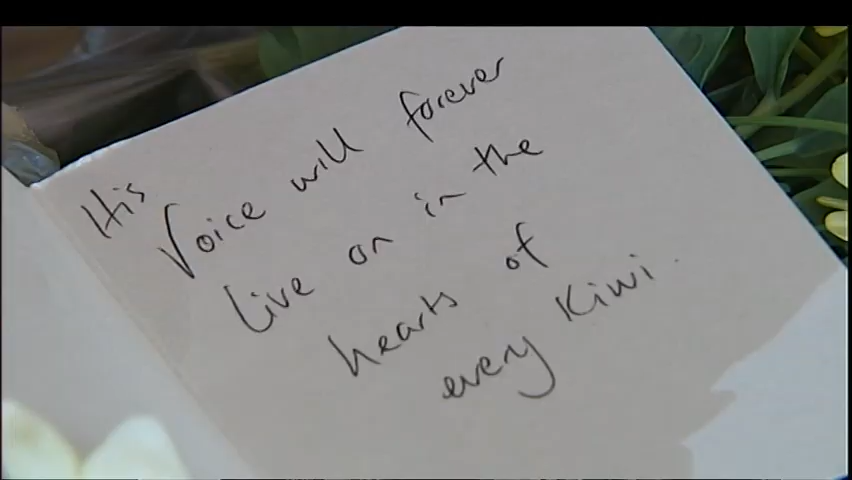 His
Voice will forever
live on in the
hearts of
every Kiwi.